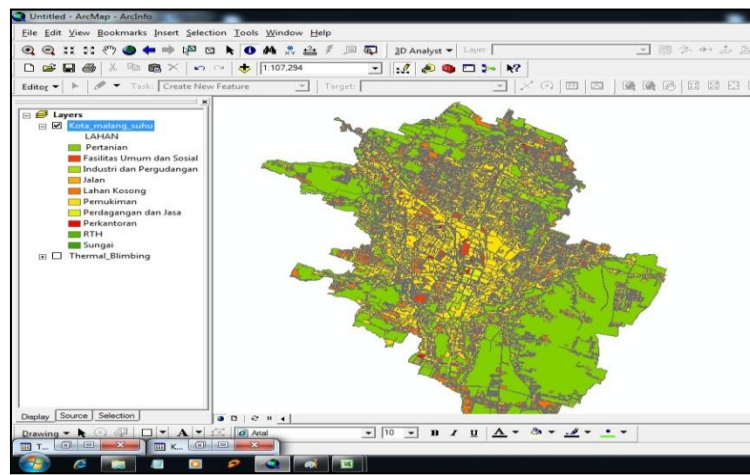 Untitled - ArcMap - ArcInfo
File Edit View Bookmarks Insert Selection Tools Window Help
3D Analyst Layer:
1:107,294
Editor Task: Create New Feature Target:
Layers
Kota_malang_suhu
LAHAN
Pertanian
Fasilitas Umum dan Sosial
Industri dan Pergudangan
Jalan
Lahan Kosong
Pemukiman
Perdagangan dan Jasa
Perkantoran
RTH
Sungai
Thermal_Blimbing
Display Source Selection
Drawing A Arial 10 B I U A
T... K...